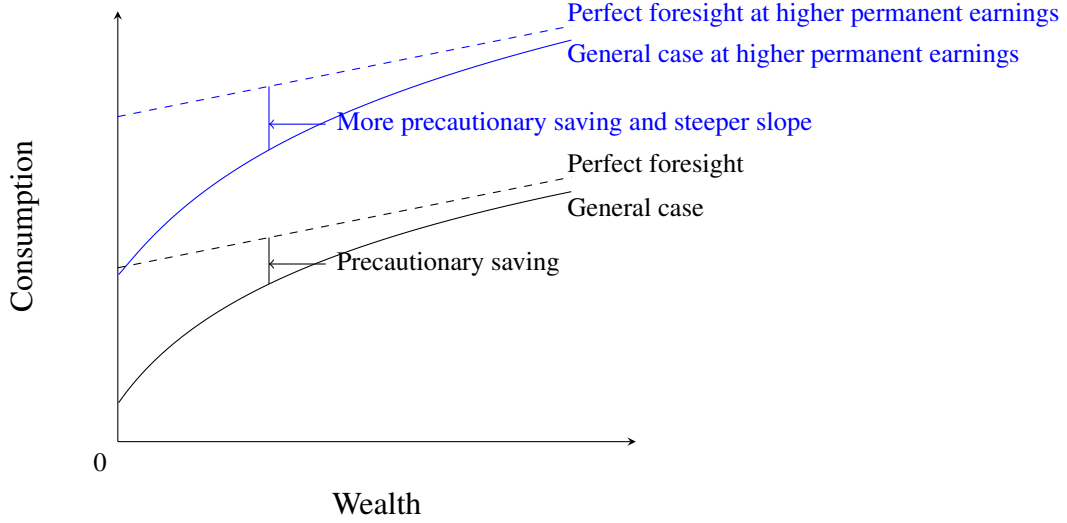 Perfect foresight at higher permanent earnings
General case at higher permanent earnings
More precautionary saving and steeper slope
Perfect foresight
General case
Precautionary saving
Consumption
0
Wealth